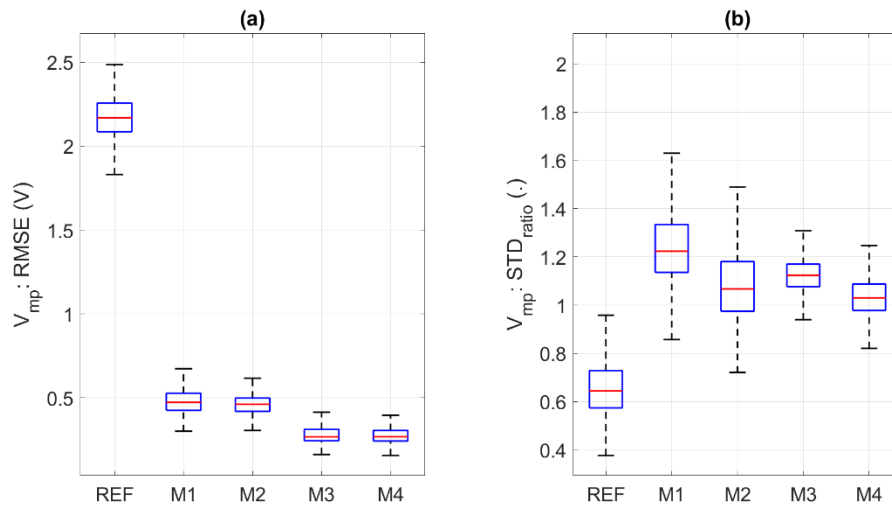 (a)
V_mp: RMSE (V)
2.5
2
1.5
1
0.5
REF M1 M2 M3 M4
(b)
V_mp: STD_ratio (.)
2
1.8
1.6
1.4
1.2
1
0.8
0.6
0.4
REF M1 M2 M3 M4